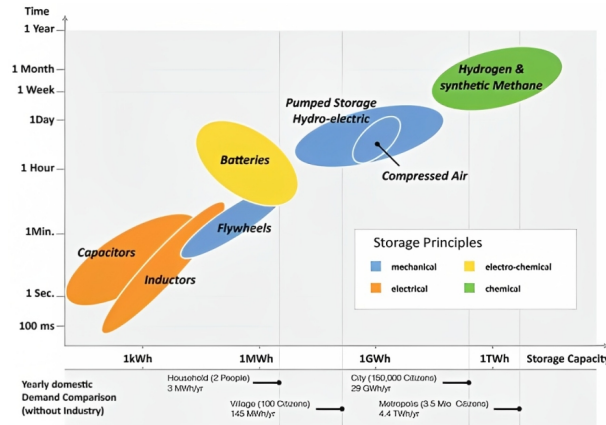 Time
1 Year
1 Month
1 Week
1Day
1 Hour
1Min.
1 Sec.
100 ms
Hydrogen &
synthetic Methane
Pumped Storage
Hydro-electric
Compressed Air
Batteries
Flywheels
Capacitors
Inductors
Storage Principles
mechanical
electro-chemical
electrical
chemical
1kWh
1MWh
1GWh
1TWh
Storage Capacity
Yearly domestic
Demand Comparison
(without Industry)
Household (2 People)
3 MWh/yr
Village (100 Citizens)
145 MWh/yr
City (150,000 Citizens)
29 GWh/yr
Metropolis (3.5 Mio Citizens)
4.4 TWh/yr